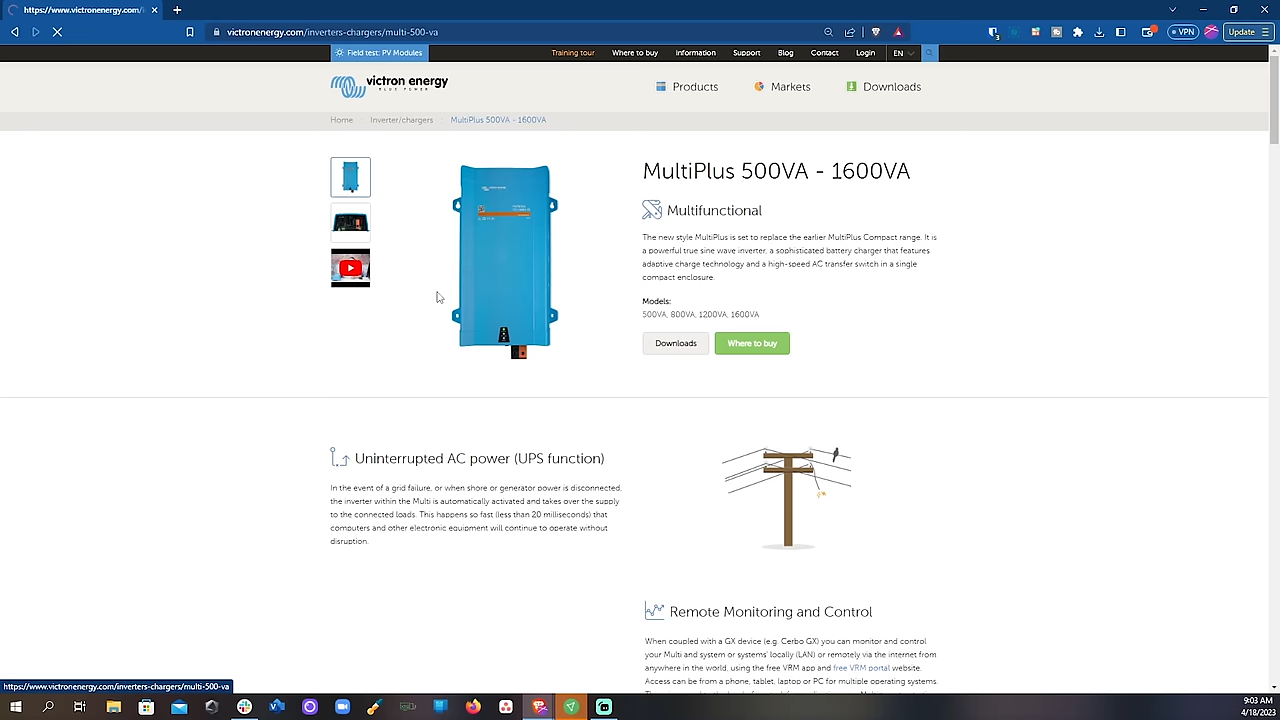 https://www.victronenergy.com/i
victronenergy.com/inverters-chargers/multi-500-va
VPN
Update
Field test: PV Modules
Training tour
Where to buy
Information
Support
Blog
Contact
Login
EN
victron energy
BLUE POWER
Products
Markets
Downloads
Home
Inverter/chargers
MultiPlus 500VA - 1600VA
MultiPlus 500VA - 1600VA
Multifunctional
The new style MultiPlus is set to replace the earlier MultiPlus Compact range. It is
a powerful true sine wave inverter, a sophisticated battery charger that features
adaptive charge technology and a high-speed AC transfer switch in a single
compact enclosure.
Models:
500VA, 800VA, 1200VA, 1600VA
Downloads
Where to buy
Uninterrupted AC power (UPS function)
In the event of a grid failure, or when shore or generator power is disconnected,
the inverter within the Multi is automatically activated and takes over the supply
to the connected loads. This happens so fast (less than 20 milliseconds) that
computers and other electronic equipment will continue to operate without
disruption.
Remote Monitoring and Control
When coupled with a GX device (e.g. Cerbo GX) you can monitor and control
your Multi and system or systems' locally (LAN) or remotely via the internet from
anywhere in the world, using the free VRM app and free VRM portal website.
Access can be from a phone, tablet, laptop or PC for multiple operating systems.
https://www.victronenergy.com/inverters-chargers/multi-500-va
9:03 AM
4/18/2023